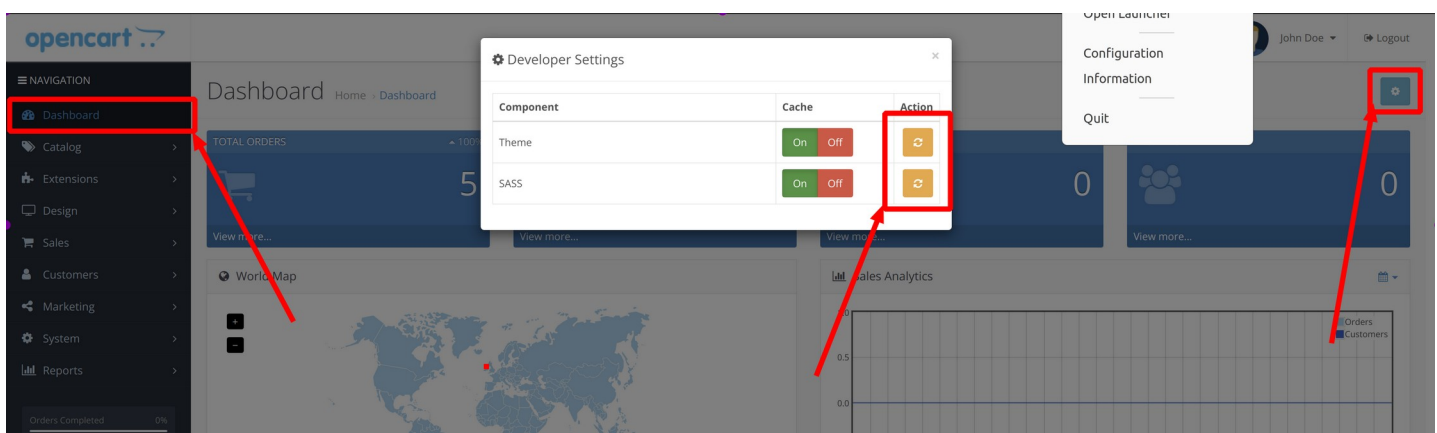 opencart
Open Launcher
Configuration
Information
Quit
John Doe
Logout
NAVIGATION
Dashboard
Catalog
Extensions
Design
Sales
Customers
Marketing
System
Reports
Orders Completed 0%
Dashboard Home › Dashboard
Developer Settings ×
Component Cache Action
Theme On Off
SASS On Off
TOTAL ORDERS 100%
5
0
0
View more...
View more...
View more...
View more...
World Map
+
-
Sales Analytics
Orders
Customers
0.5
0.0